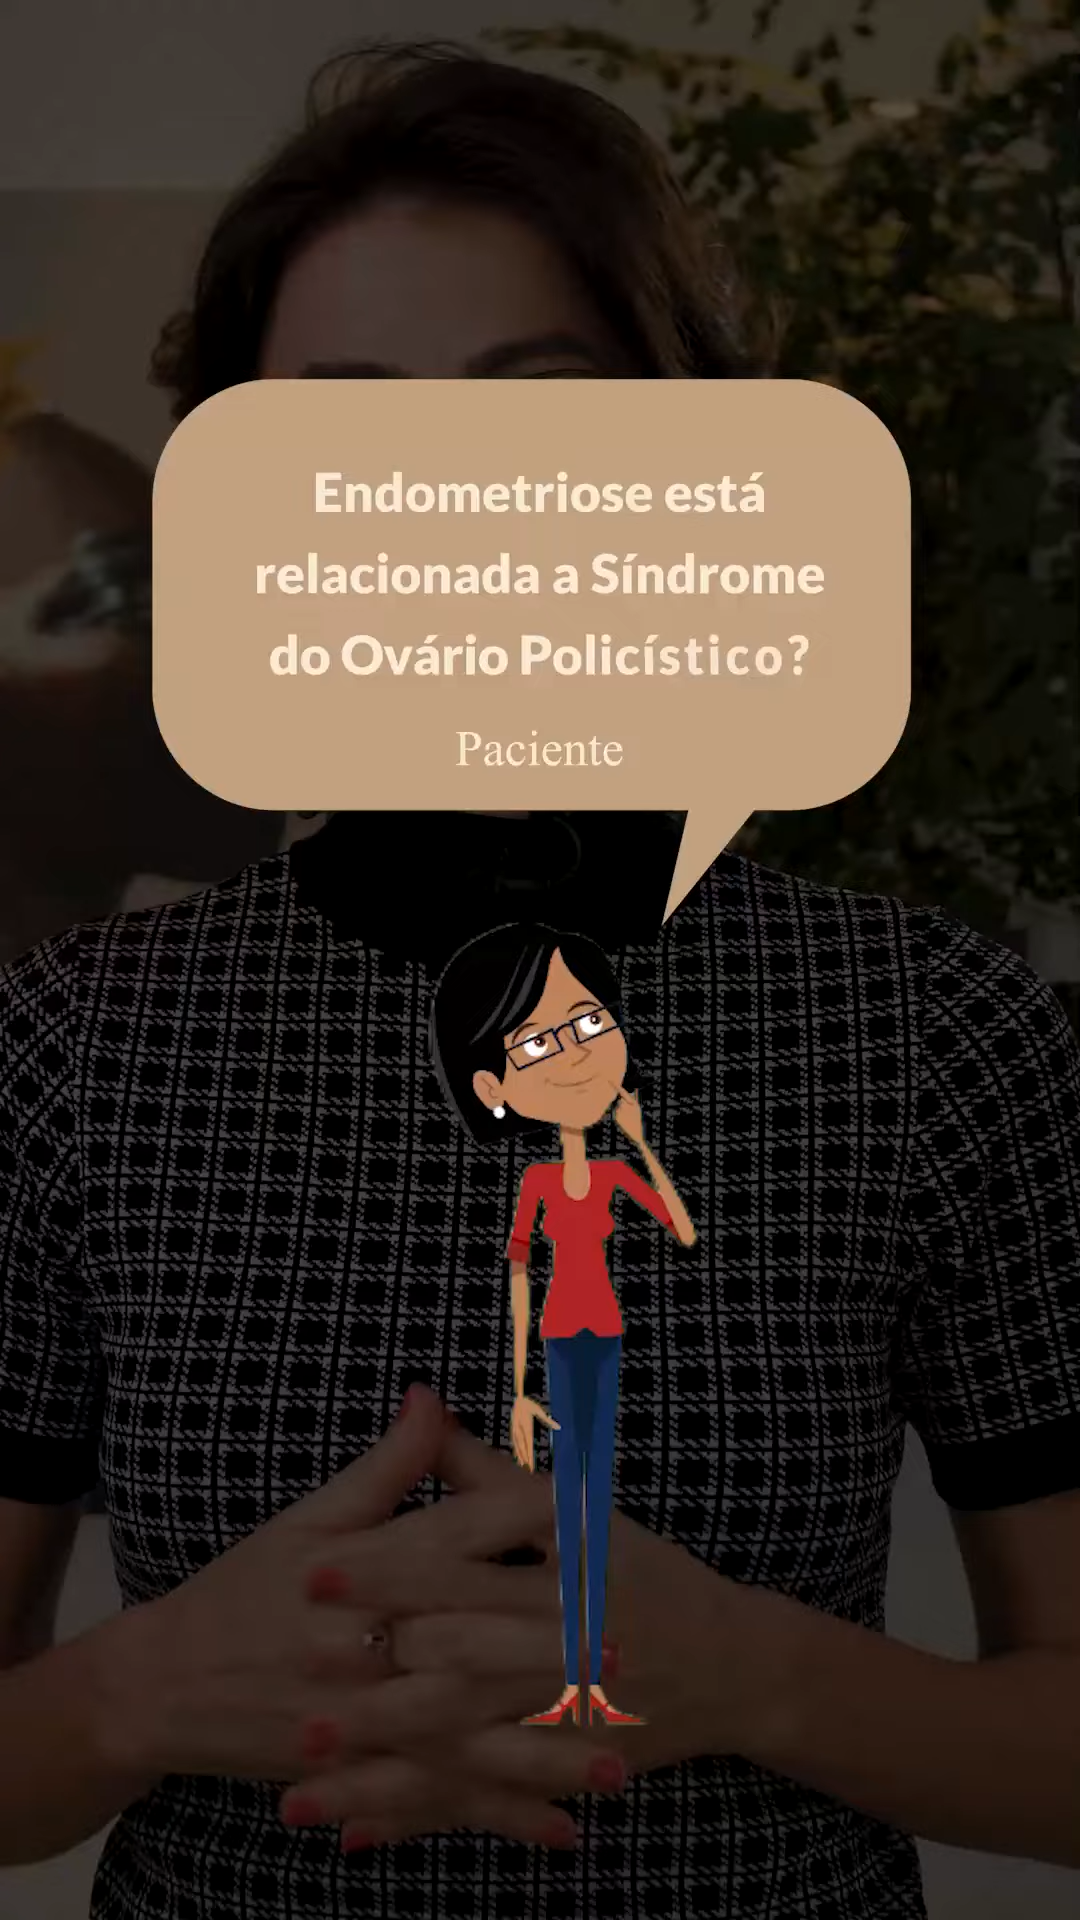 Endometriose está
relacionada a Síndrome
do Ovário Policístico?
Paciente